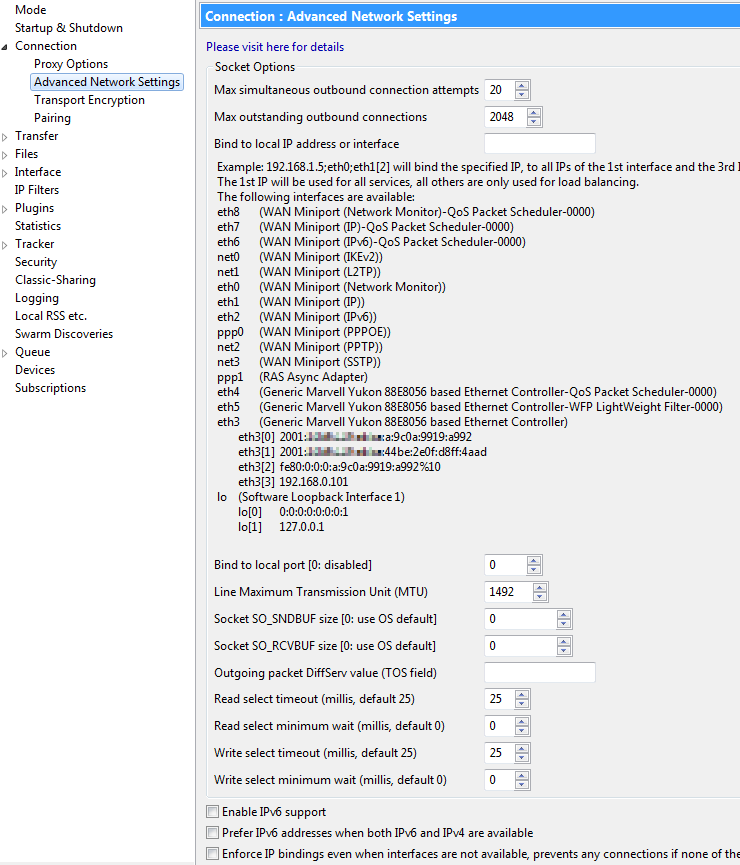 Mode
Startup & Shutdown
Connection
Proxy Options
Advanced Network Settings
Transport Encryption
Pairing
Transfer
Files
Interface
IP Filters
Plugins
Statistics
Tracker
Security
Classic-Sharing
Logging
Local RSS etc.
Swarm Discoveries
Queue
Devices
Subscriptions
Connection : Advanced Network Settings
Please visit here for details
Socket Options
Max simultaneous outbound connection attempts 20
Max outstanding outbound connections 2048
Bind to local IP address or interface
Example: 192.168.1.5;eth0;eth1[2] will bind the specified IP, to all IPs of the 1st interface and the 3rd I
The 1st IP will be used for all services, all others are only used for load balancing.
The following interfaces are available:
eth8 (WAN Miniport (Network Monitor)-QoS Packet Scheduler-0000)
eth7 (WAN Miniport (IP)-QoS Packet Scheduler-0000)
eth6 (WAN Miniport (IPv6)-QoS Packet Scheduler-0000)
net0 (WAN Miniport (IKEv2))
net1 (WAN Miniport (L2TP))
eth0 (WAN Miniport (Network Monitor))
eth1 (WAN Miniport (IP))
eth2 (WAN Miniport (IPv6))
ppp0 (WAN Miniport (PPPOE))
net2 (WAN Miniport (PPTP))
net3 (WAN Miniport (SSTP))
ppp1 (RAS Async Adapter)
eth4 (Generic Marvell Yukon 88E8056 based Ethernet Controller-QoS Packet Scheduler-0000)
eth5 (Generic Marvell Yukon 88E8056 based Ethernet Controller-WFP LightWeight Filter-0000)
eth3 (Generic Marvell Yukon 88E8056 based Ethernet Controller)
eth3[0] 2001: :a:9c0a:9919:a992
eth3[1] 2001: :44be:2e0f:d8ff:4aad
eth3[2] fe80:0:0:0:a:9c0a:9919:a992%10
eth3[3] 192.168.0.101
lo (Software Loopback Interface 1)
lo[0] 0:0:0:0:0:0:0:1
lo[1] 127.0.0.1
Bind to local port [0: disabled] 0
Line Maximum Transmission Unit (MTU) 1492
Socket SO_SNDBUF size [0: use OS default] 0
Socket SO_RCVBUF size [0: use OS default] 0
Outgoing packet DiffServ value (TOS field)
Read select timeout (millis, default 25) 25
Read select minimum wait (millis, default 0) 0
Write select timeout (millis, default 25) 25
Write select minimum wait (millis, default 0) 0
Enable IPv6 support
Prefer IPv6 addresses when both IPv6 and IPv4 are available
Enforce IP bindings even when interfaces are not available, prevents any connections if none of the